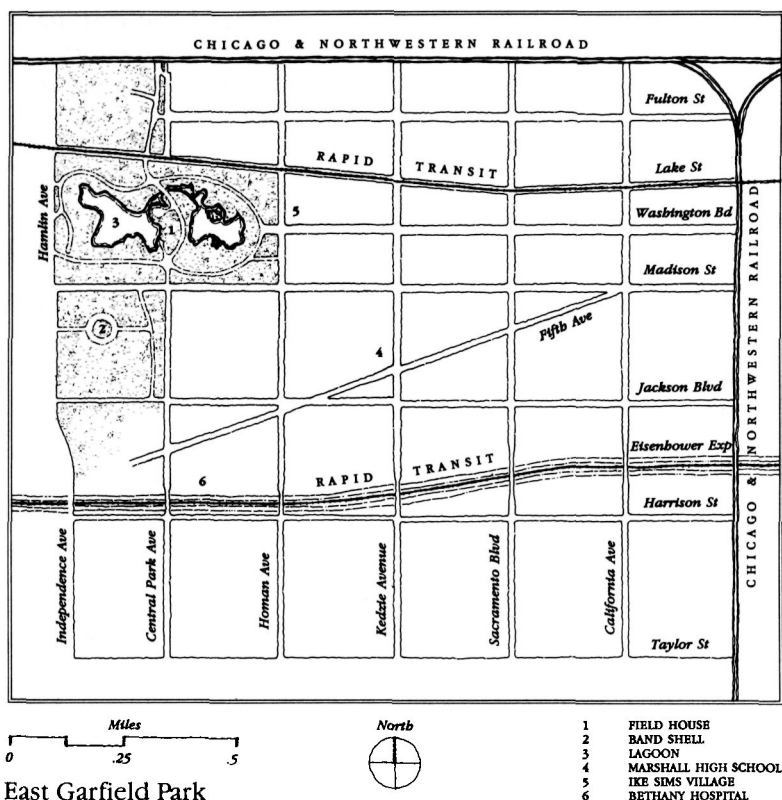 CHICAGO & NORTHWESTERN RAILROAD
Fulton St
RAPID TRANSIT
Lake St
Hamlin Ave
3
1
5
Washington Bd
Madison St
2
Fifth Ave
4
Jackson Blvd
CHICAGO & NORTHWESTERN RAILROAD
Eisenhower Exp
6
RAPID TRANSIT
Harrison St
Independence Ave
Central Park Ave
Homan Ave
Kedzie Avenue
Sacramento Blvd
California Ave
Taylor St
Miles
0 .25 .5
North
East Garfield Park
1 FIELD HOUSE
2 BAND SHELL
3 LAGOON
4 MARSHALL HIGH SCHOOL
5 IKE SIMS VILLAGE
6 BETHANY HOSPITAL